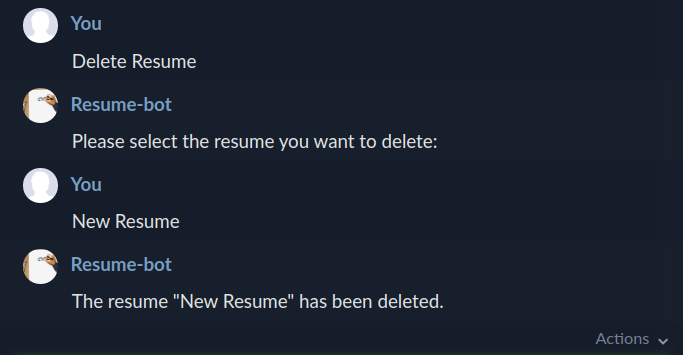 You
Delete Resume
Resume-bot
Please select the resume you want to delete:
You
New Resume
Resume-bot
The resume "New Resume" has been deleted.
Actions